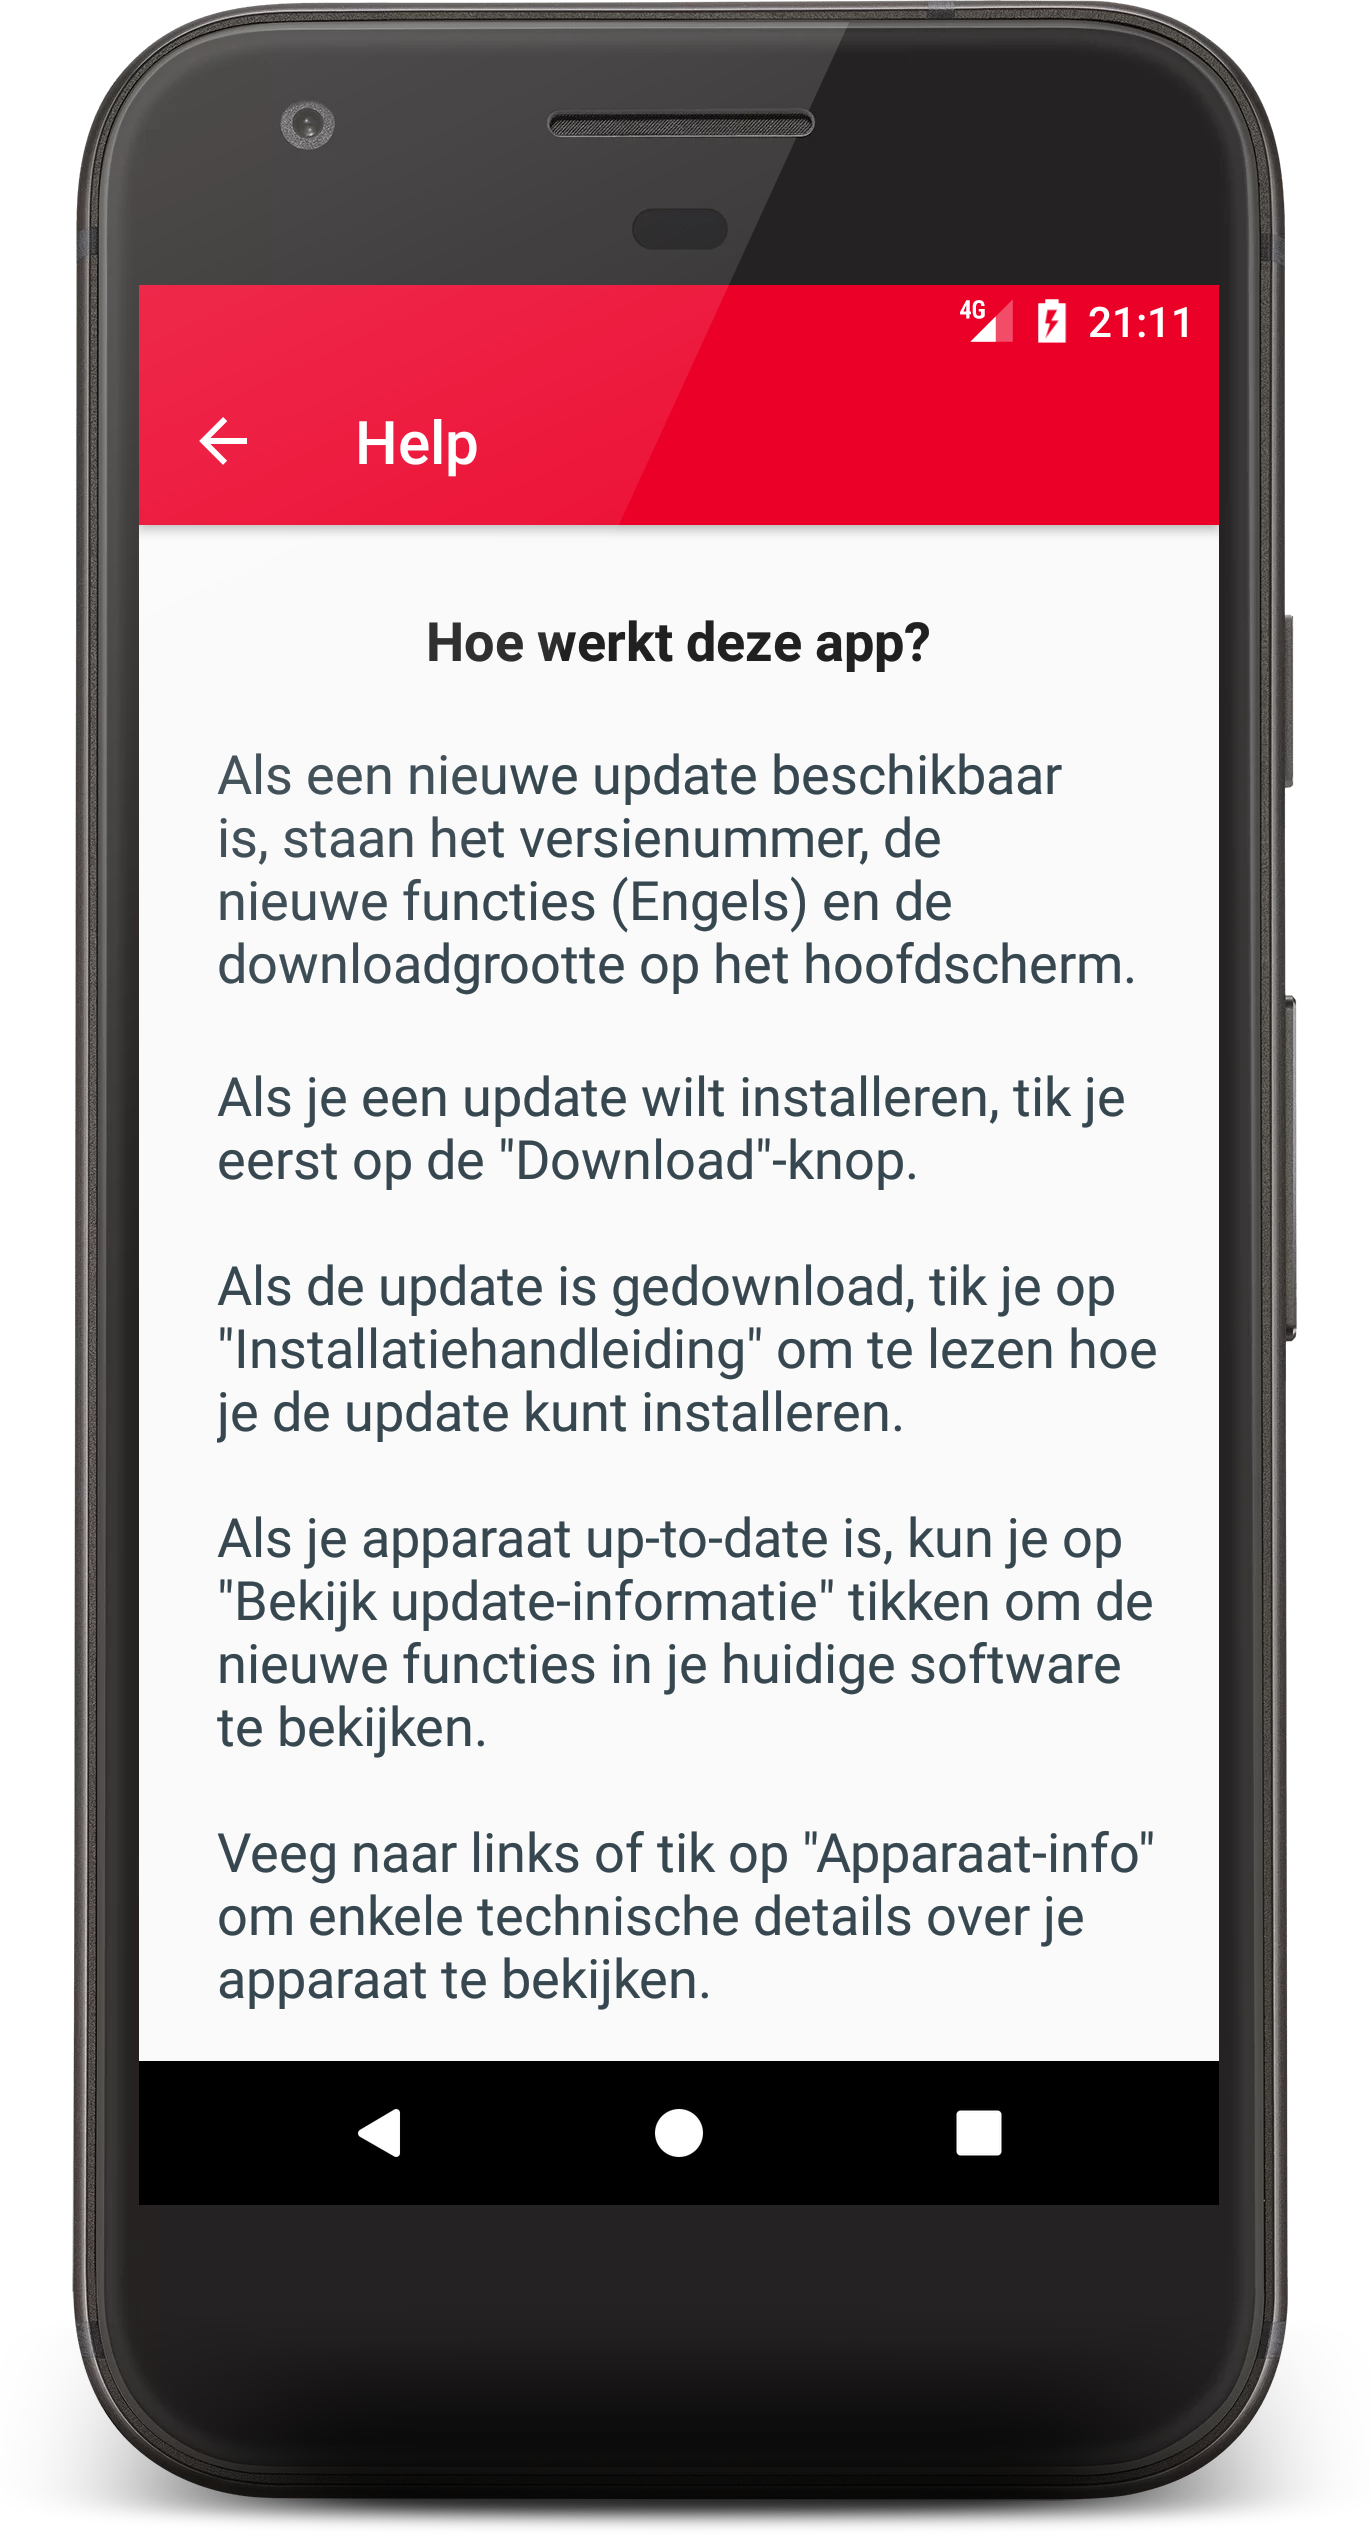 4G 21:11
Help
Hoe werkt deze app?
Als een nieuwe update beschikbaar
is, staan het versienummer, de
nieuwe functies (Engels) en de
downloadgrootte op het hoofdscherm.
Als je een update wilt installeren, tik je
eerst op de "Download"-knop.
Als de update is gedownload, tik je op
"Installatiehandleiding" om te lezen hoe
je de update kunt installeren.
Als je apparaat up-to-date is, kun je op
"Bekijk update-informatie" tikken om de
nieuwe functies in je huidige software
te bekijken.
Veeg naar links of tik op "Apparaat-info"
om enkele technische details over je
apparaat te bekijken.